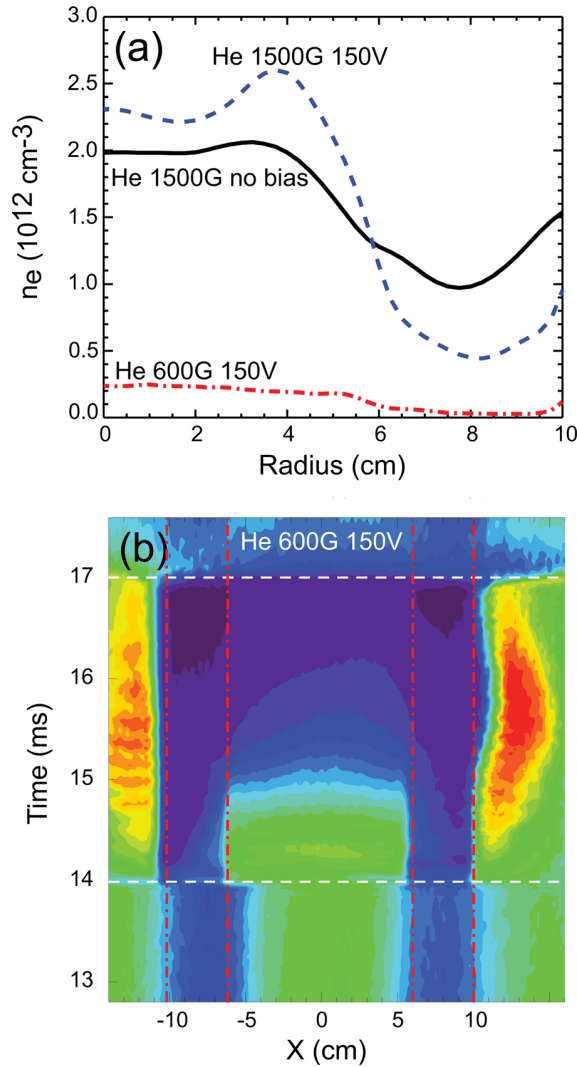 (a)
He 1500G 150V
He 1500G no bias
He 600G 150V
ne (10^12 cm-3)
3.0
2.5
2.0
1.5
1.0
0.5
0.0
0 2 4 6 8 10
Radius (cm)
(b)
He 600G 150V
Time (ms)
17
16
15
14
13
-10 -5 0 5 10
X (cm)